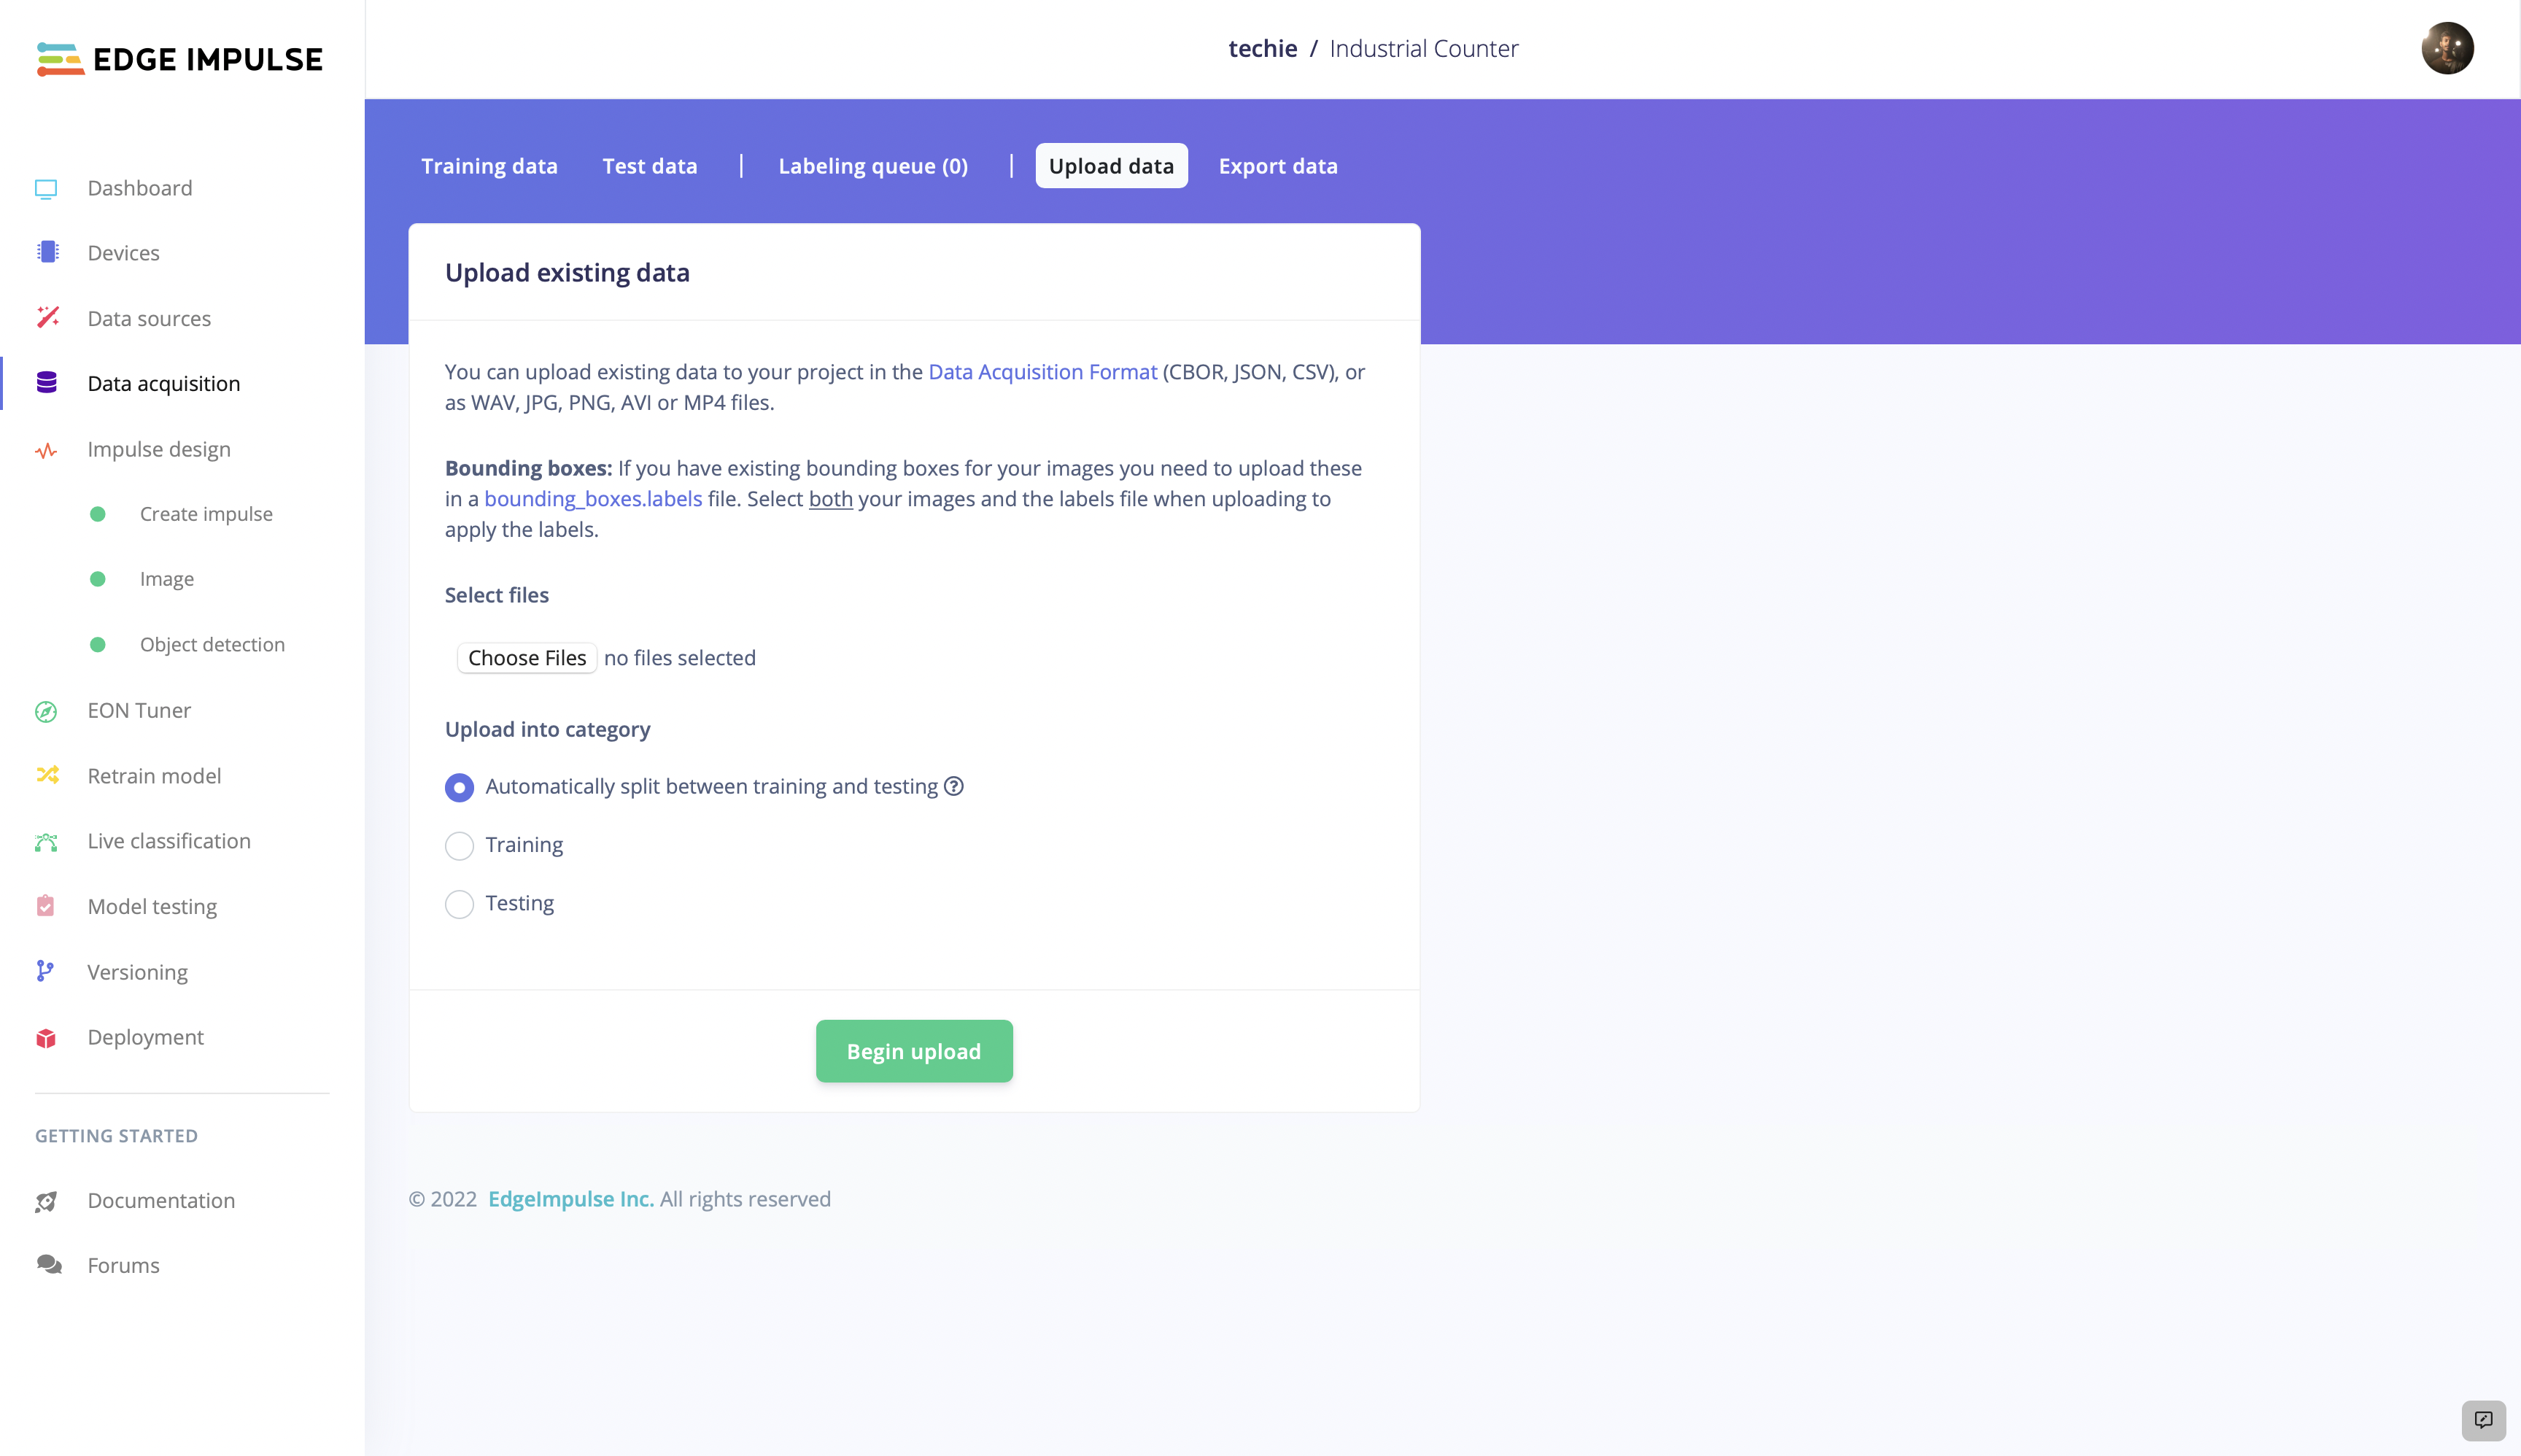 EDGE IMPULSE
techie / Industrial Counter
Dashboard
Devices
Data sources
Data acquisition
Impulse design
Create impulse
Image
Object detection
EON Tuner
Retrain model
Live classification
Model testing
Versioning
Deployment
GETTING STARTED
Documentation
Forums
Training data | Test data | Labeling queue (0) | Upload data Export data
Upload existing data
You can upload existing data to your project in the Data Acquisition Format (CBOR, JSON, CSV), or
as WAV, JPG, PNG, AVI or MP4 files.
Bounding boxes: If you have existing bounding boxes for your images you need to upload these
in a bounding_boxes.labels file. Select both your images and the labels file when uploading to
apply the labels.
Select files
Choose Files no files selected
Upload into category
Automatically split between training and testing ?
Training
Testing
Begin upload
© 2022 EdgeImpulse Inc. All rights reserved